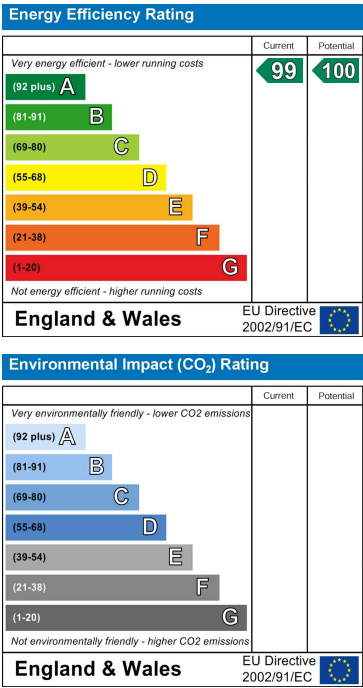 Energy Efficiency Rating
Current Potential
Very energy efficient - lower running costs
(92 plus) A 99 100
(81-91) B
(69-80) C
(55-68) D
(39-54) E
(21-38) F
(1-20) G
Not energy efficient - higher running costs
England & Wales
EU Directive
2002/91/EC
Environmental Impact (CO₂) Rating
Current Potential
Very environmentally friendly - lower CO2 emissions
(92 plus) A
(81-91) B
(69-80) C
(55-68) D
(39-54) E
(21-38) F
(1-20) G
Not environmentally friendly - higher CO2 emissions
England & Wales
EU Directive
2002/91/EC